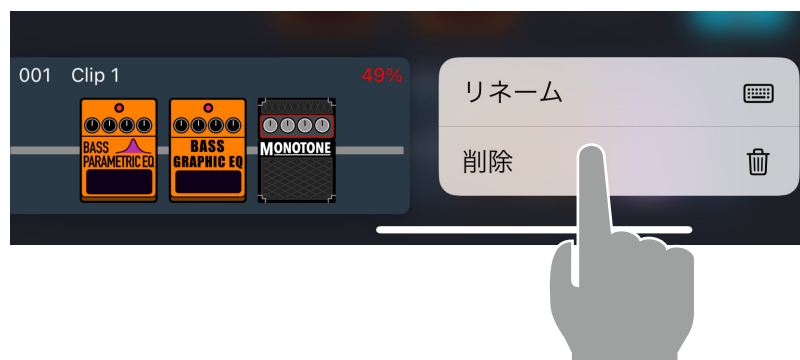 001 Clip 1 49%
BASS
PARAMETRIC EQ
BASS
GRAPHIC EQ
MONOTONE
リネーム
削除